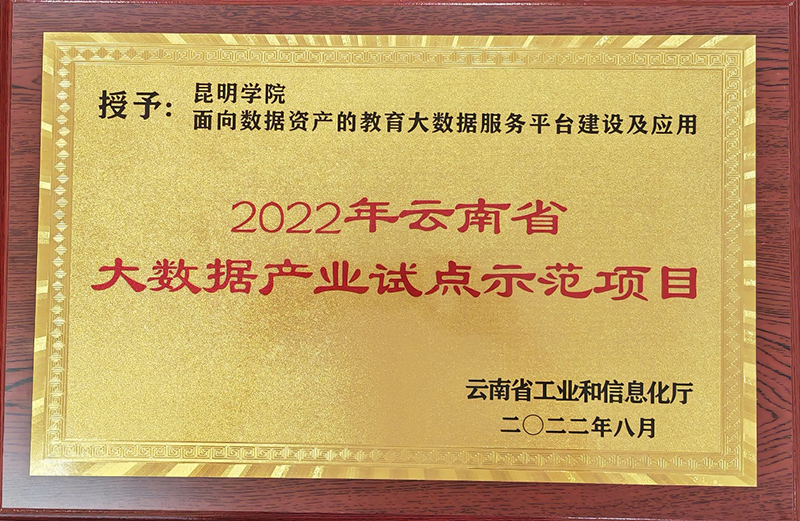 授予：
昆明学院
面向数据资产的教育大数据服务平台建设及应用
2022年云南省
大数据产业试点示范项目
云南省工业和信息化厅
二〇二二年八月